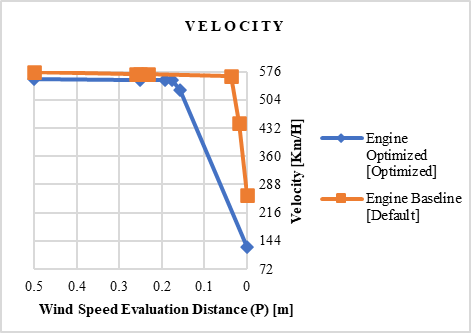 VELOCITY
576
504
432
360
288
216
144
72
Velocity [Km/H]
0.5
0.4
0.3
0.2
0.1
0
Wind Speed Evaluation Distance (P) [m]
Engine
Optimized
[Optimized]
Engine Baseline
[Default]